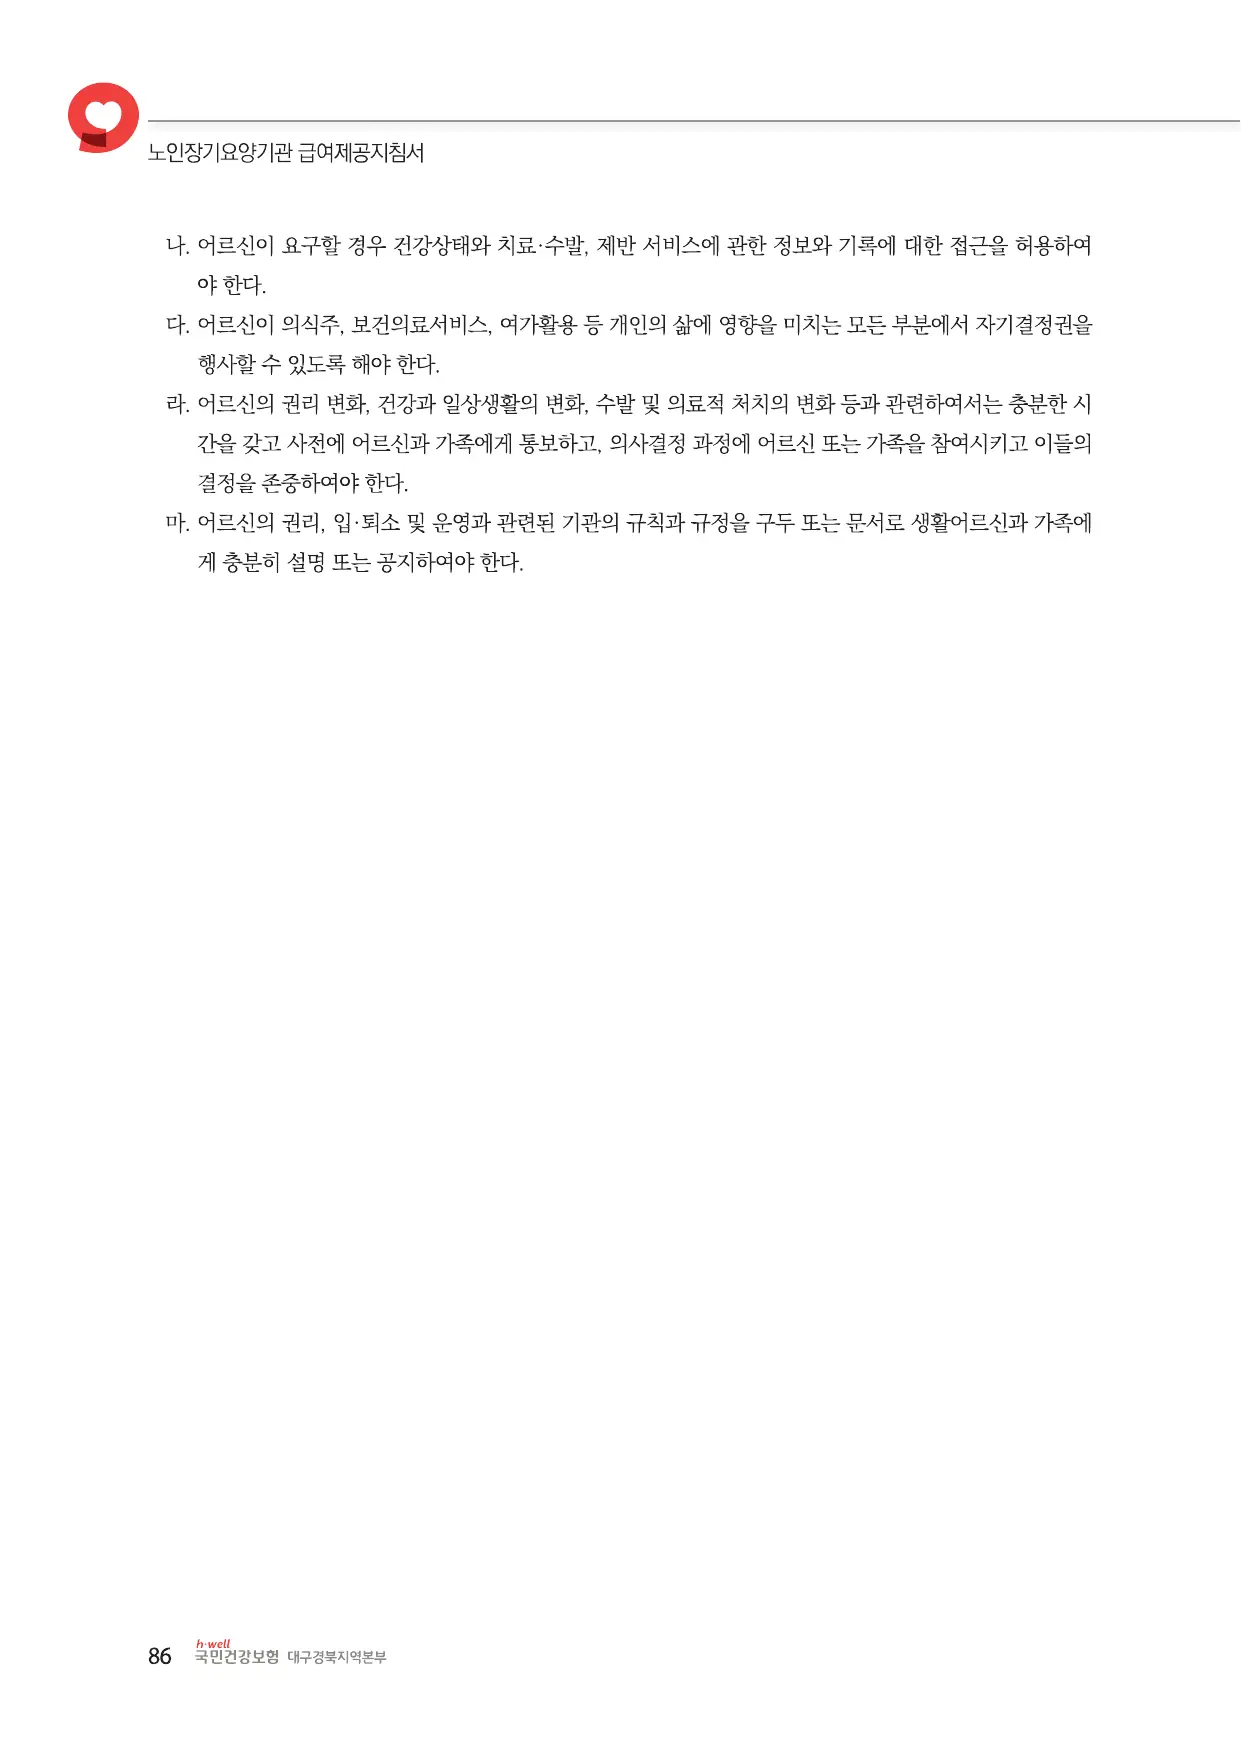 노인장기요양기관 급여제공지침서
나. 어르신이 요구할 경우 건강상태와 치료·수발, 제반 서비스에 관한 정보와 기록에 대한 접근을 허용하여
야 한다.
다. 어르신이 의식주, 보건의료서비스, 여가활용 등 개인의 삶에 영향을 미치는 모든 부분에서 자기결정권을
행사할 수 있도록 해야 한다.
라. 어르신의 권리 변화, 건강과 일상생활의 변화, 수발 및 의료적 처치의 변화 등과 관련하여서는 충분한 시
간을 갖고 사전에 어르신과 가족에게 통보하고, 의사결정 과정에 어르신 또는 가족을 참여시키고 이들의
결정을 존중하여야 한다.
마. 어르신의 권리, 입·퇴소 및 운영과 관련된 기관의 규칙과 규정을 구두 또는 문서로 생활어르신과 가족에
게 충분히 설명 또는 공지하여야 한다.
h·well
86 국민건강보험 대구경북지역본부